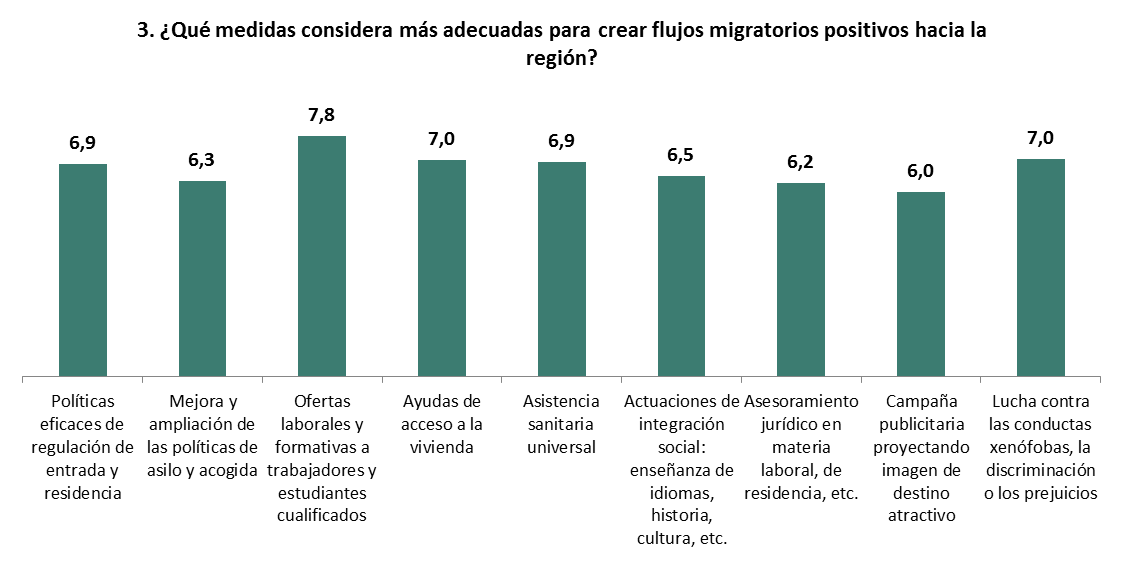 3. ¿Qué medidas considera más adecuadas para crear flujos migratorios positivos hacia la
región?
6,9
6,3
7,8
7,0
6,9
6,5
6,2
6,0
7,0
Políticas
eficaces de
regulación de
entrada y
residencia
Mejora y
ampliación de
las políticas de
asilo y acogida
Ofertas
laborales y
formativas a
trabajadores y
estudiantes
cualificados
Ayudas de
acceso a la
vivienda
Asistencia
sanitaria
universal
Actuaciones de
integración
social:
enseñanza de
idiomas,
historia,
cultura, etc.
Asesoramiento
jurídico en
materia
laboral, de
residencia, etc.
Campaña
publicitaria
proyectando
imagen de
destino
atractivo
Lucha contra
las conductas
xenófobas, la
discriminación
o los prejuicios